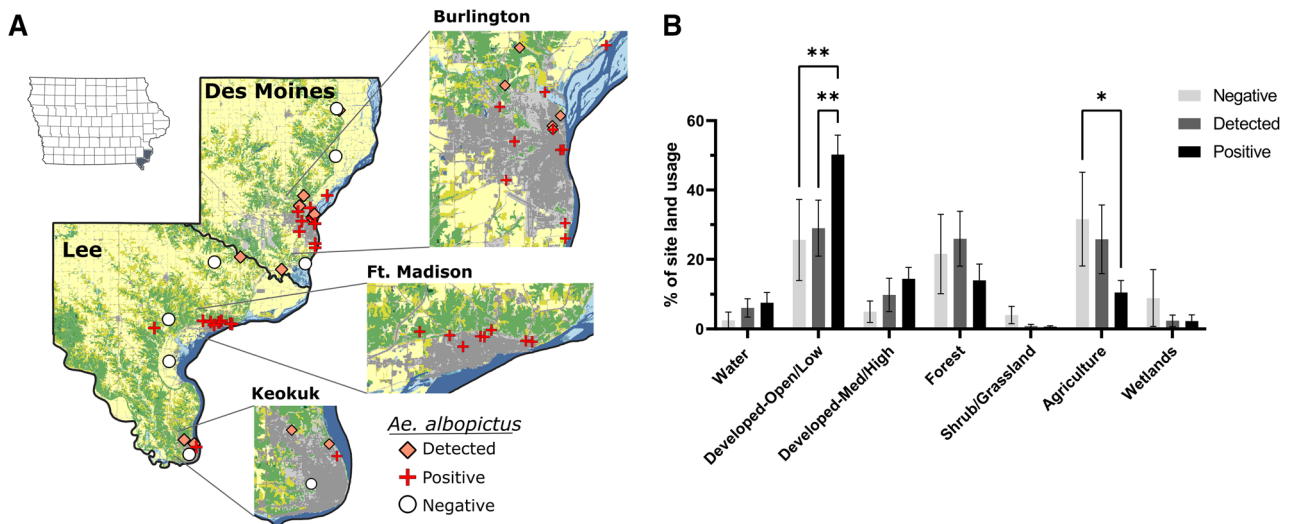 A
Burlington
Des Moines
Lee
Ft. Madison
Keokuk
Ae. albopictus
Detected
Positive
Negative
B
** 
**
*
Negative
Detected
Positive
% of site land usage
60
40
20
0
Water
Developed-Open/Low
Developed-Med/High
Forest
Shrub/Grassland
Agriculture
Wetlands